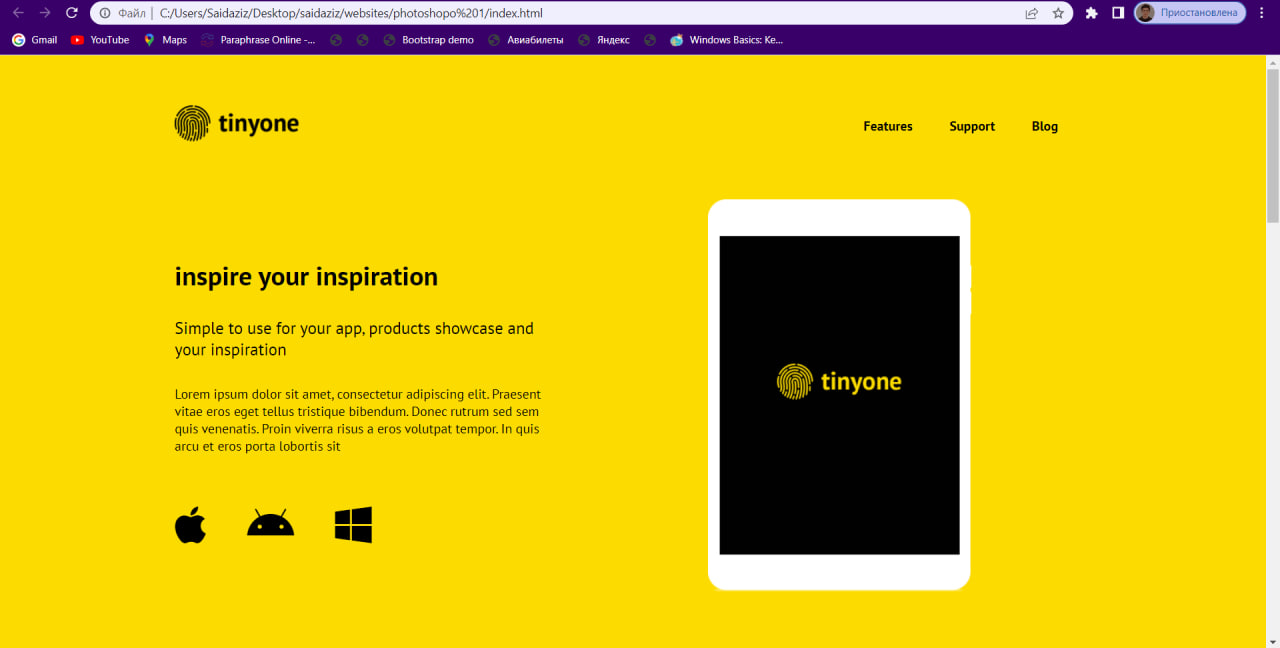 Файл | C:/Users/Saidaziz/Desktop/saidaziz/websites/photoshopo%201/index.html
Приостановлена
Gmail YouTube Maps Paraphrase Online -... Bootstrap demo Авиабилеты Яндекс Windows Basics: Ke...
tinyone
Features Support Blog
inspire your inspiration
Simple to use for your app, products showcase and
your inspiration
Lorem ipsum dolor sit amet, consectetur adipiscing elit. Praesent
vitae eros eget tellus tristique bibendum. Donec rutrum sed sem
quis venenatis. Proin viverra risus a eros volutpat tempor. In quis
arcu et eros porta lobortis sit
tinyone